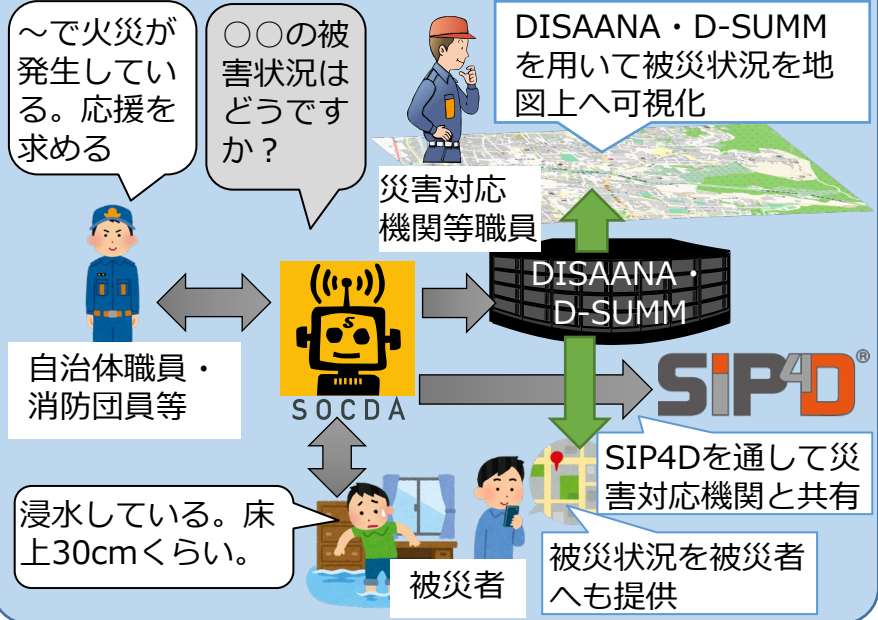 ～で火災が
発生してい
る。応援を
求める
○○の被
害状況は
どうです
か？
DISAANA・D-SUMM
を用いて被災状況を地
図上へ可視化
災害対応
機関等職員
DISAANA・
D-SUMM
自治体職員・
消防団員等
S
SOCDA
SiP4D®
SIP4Dを通して災
害対応機関と共有
浸水している。床
上30cmくらい。
被災者
被災状況を被災者
へも提供